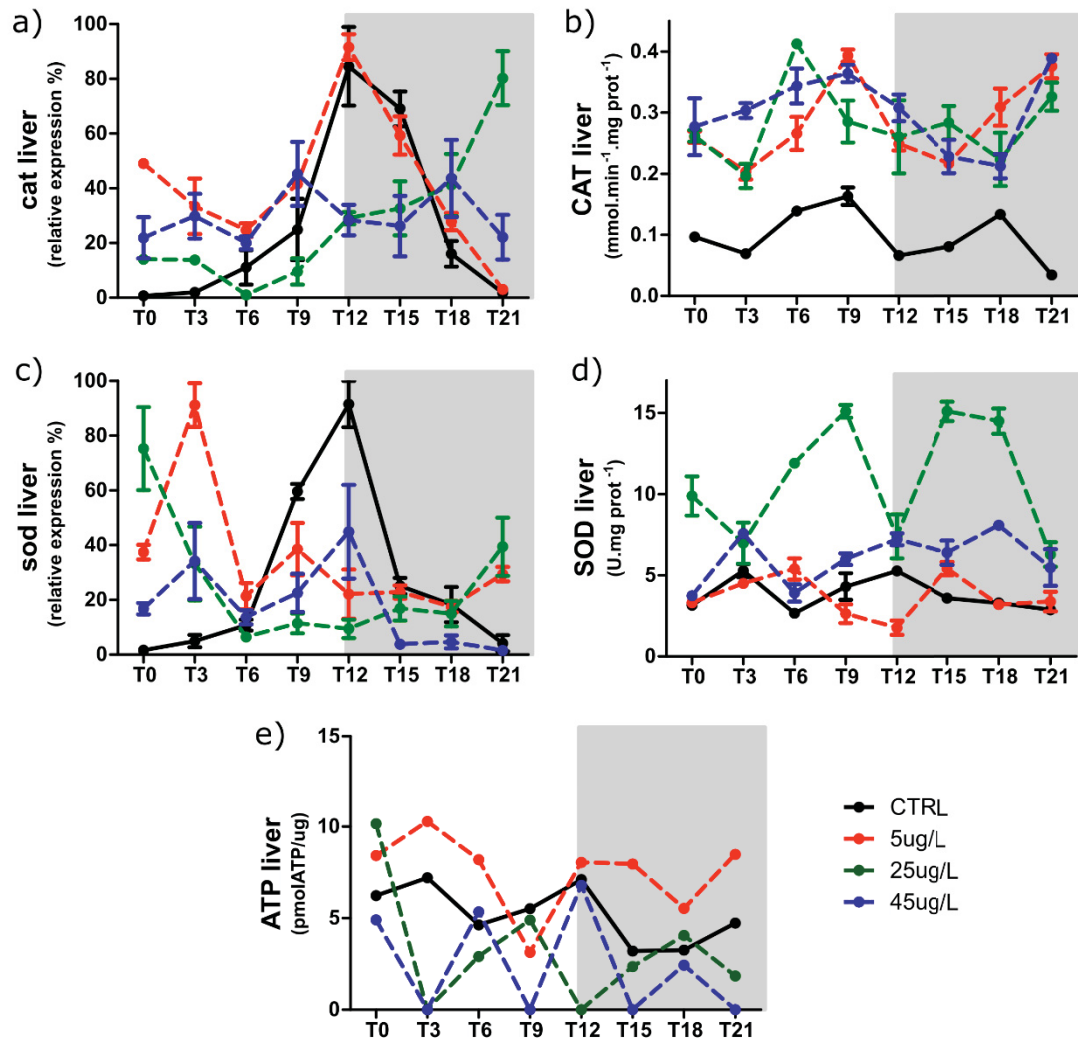 a)
cat liver
(relative expression %)
100
80
60
40
20
0
T0 T3 T6 T9 T12 T15 T18 T21
b)
CAT liver
(mmol.min⁻¹.mg prot⁻¹)
0.4
0.3
0.2
0.1
0.0
T0 T3 T6 T9 T12 T15 T18 T21
c)
sod liver
(relative expression %)
100
80
60
40
20
0
T0 T3 T6 T9 T12 T15 T18 T21
d)
SOD liver
(U.mg prot⁻¹)
15
10
5
0
T0 T3 T6 T9 T12 T15 T18 T21
e)
ATP liver
(pmolATP/ug)
15
10
5
0
T0 T3 T6 T9 T12 T15 T18 T21
CTRL
5ug/L
25ug/L
45ug/L